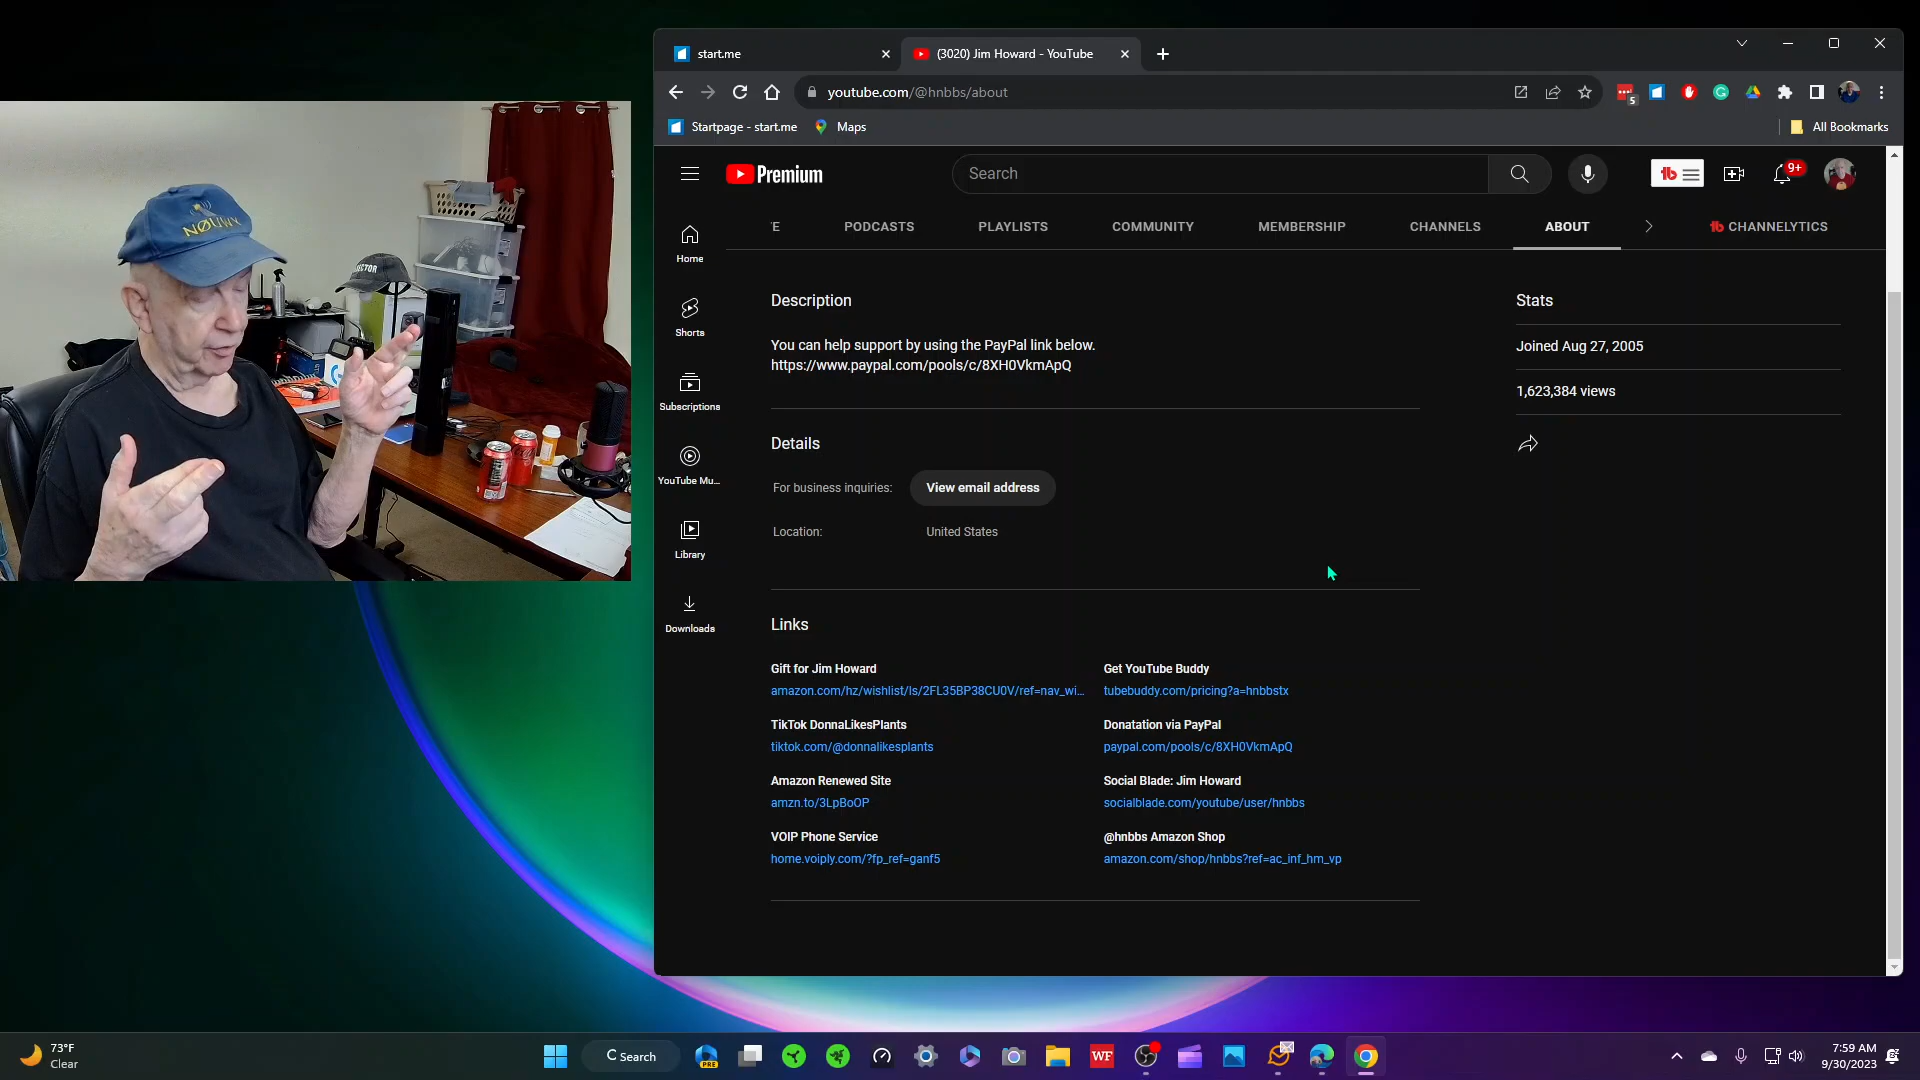 start.me
(3020) Jim Howard - YouTube
youtube.com/@hnbbs/about
5
Startpage - start.me
Maps
All Bookmarks
Premium
Search
9+
E
PODCASTS
PLAYLISTS
COMMUNITY
MEMBERSHIP
CHANNELS
ABOUT
CHANNELYTICS
Home
Shorts
Subscriptions
YouTube Mu...
Library
Downloads
Description
You can help support by using the PayPal link below.
https://www.paypal.com/pools/c/8XH0VkmApQ
Details
For business inquiries:
View email address
Location:
United States
Stats
Joined Aug 27, 2005
1,623,384 views
Links
Gift for Jim Howard
amazon.com/hz/wishlist/ls/2FL35BP38CU0V/ref=nav_wi...
Get YouTube Buddy
tubebuddy.com/pricing?a=hnbbstx
TikTok DonnaLikesPlants
tiktok.com/@donnalikesplants
Donatation via PayPal
paypal.com/pools/c/8XH0VkmApQ
Amazon Renewed Site
amzn.to/3LpBoOP
Social Blade: Jim Howard
socialblade.com/youtube/user/hnbbs
VOIP Phone Service
home.voiply.com/?fp_ref=ganf5
@hnbbs Amazon Shop
amazon.com/shop/hnbbs?ref=ac_inf_hm_vp
73°F
Clear
Search
PRE
WF
7:59 AM
9/30/2023